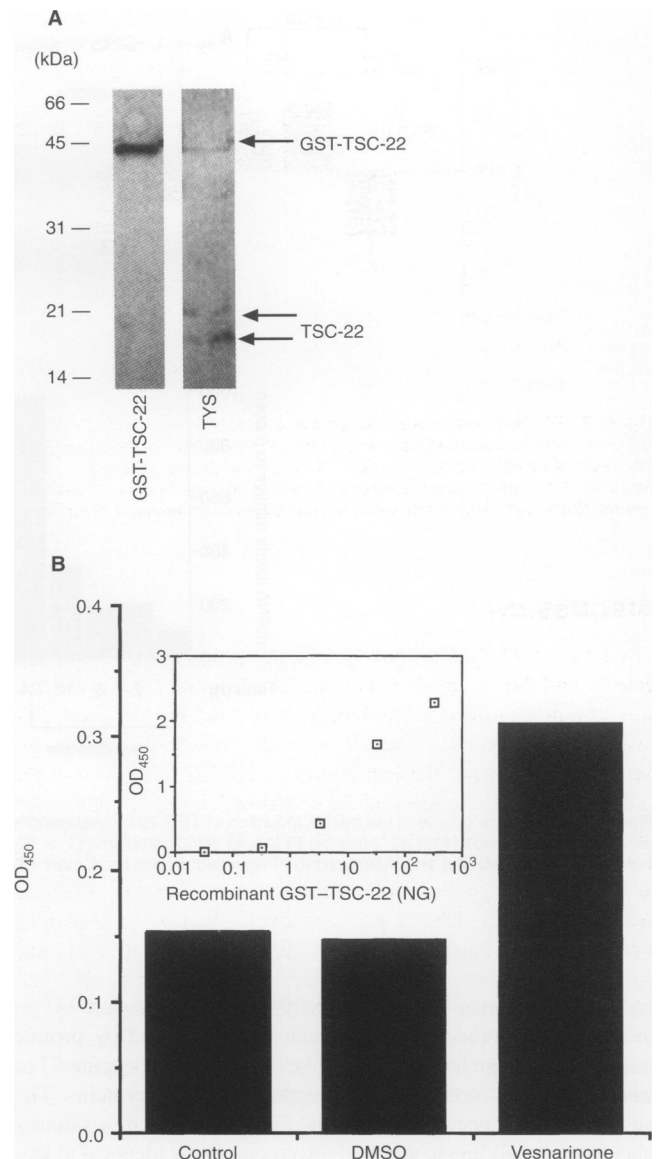 A
(kDa)
66
45
31
21
14
GST-TSC-22
TSC-22
GST-TSC-22
TYS
B
0.4
0.3
0.2
0.1
0.0
OD450
3
2
1
0
OD450
0.01 0.1 1 10 10² 10³
Recombinant GST–TSC-22 (NG)
Control DMSO Vesnarinone